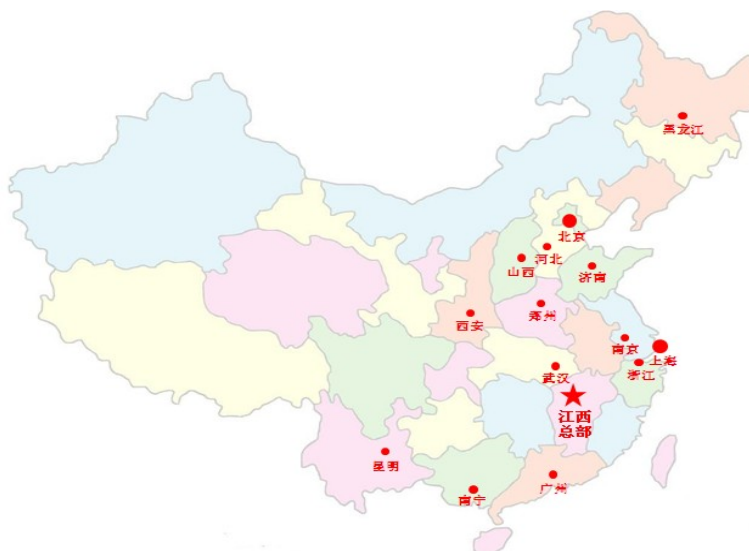 黑龙江
北京
河北
山西
济南
郑州
西安
南京
上海
浙江
武汉
江西
总部
昆明
广州
南宁